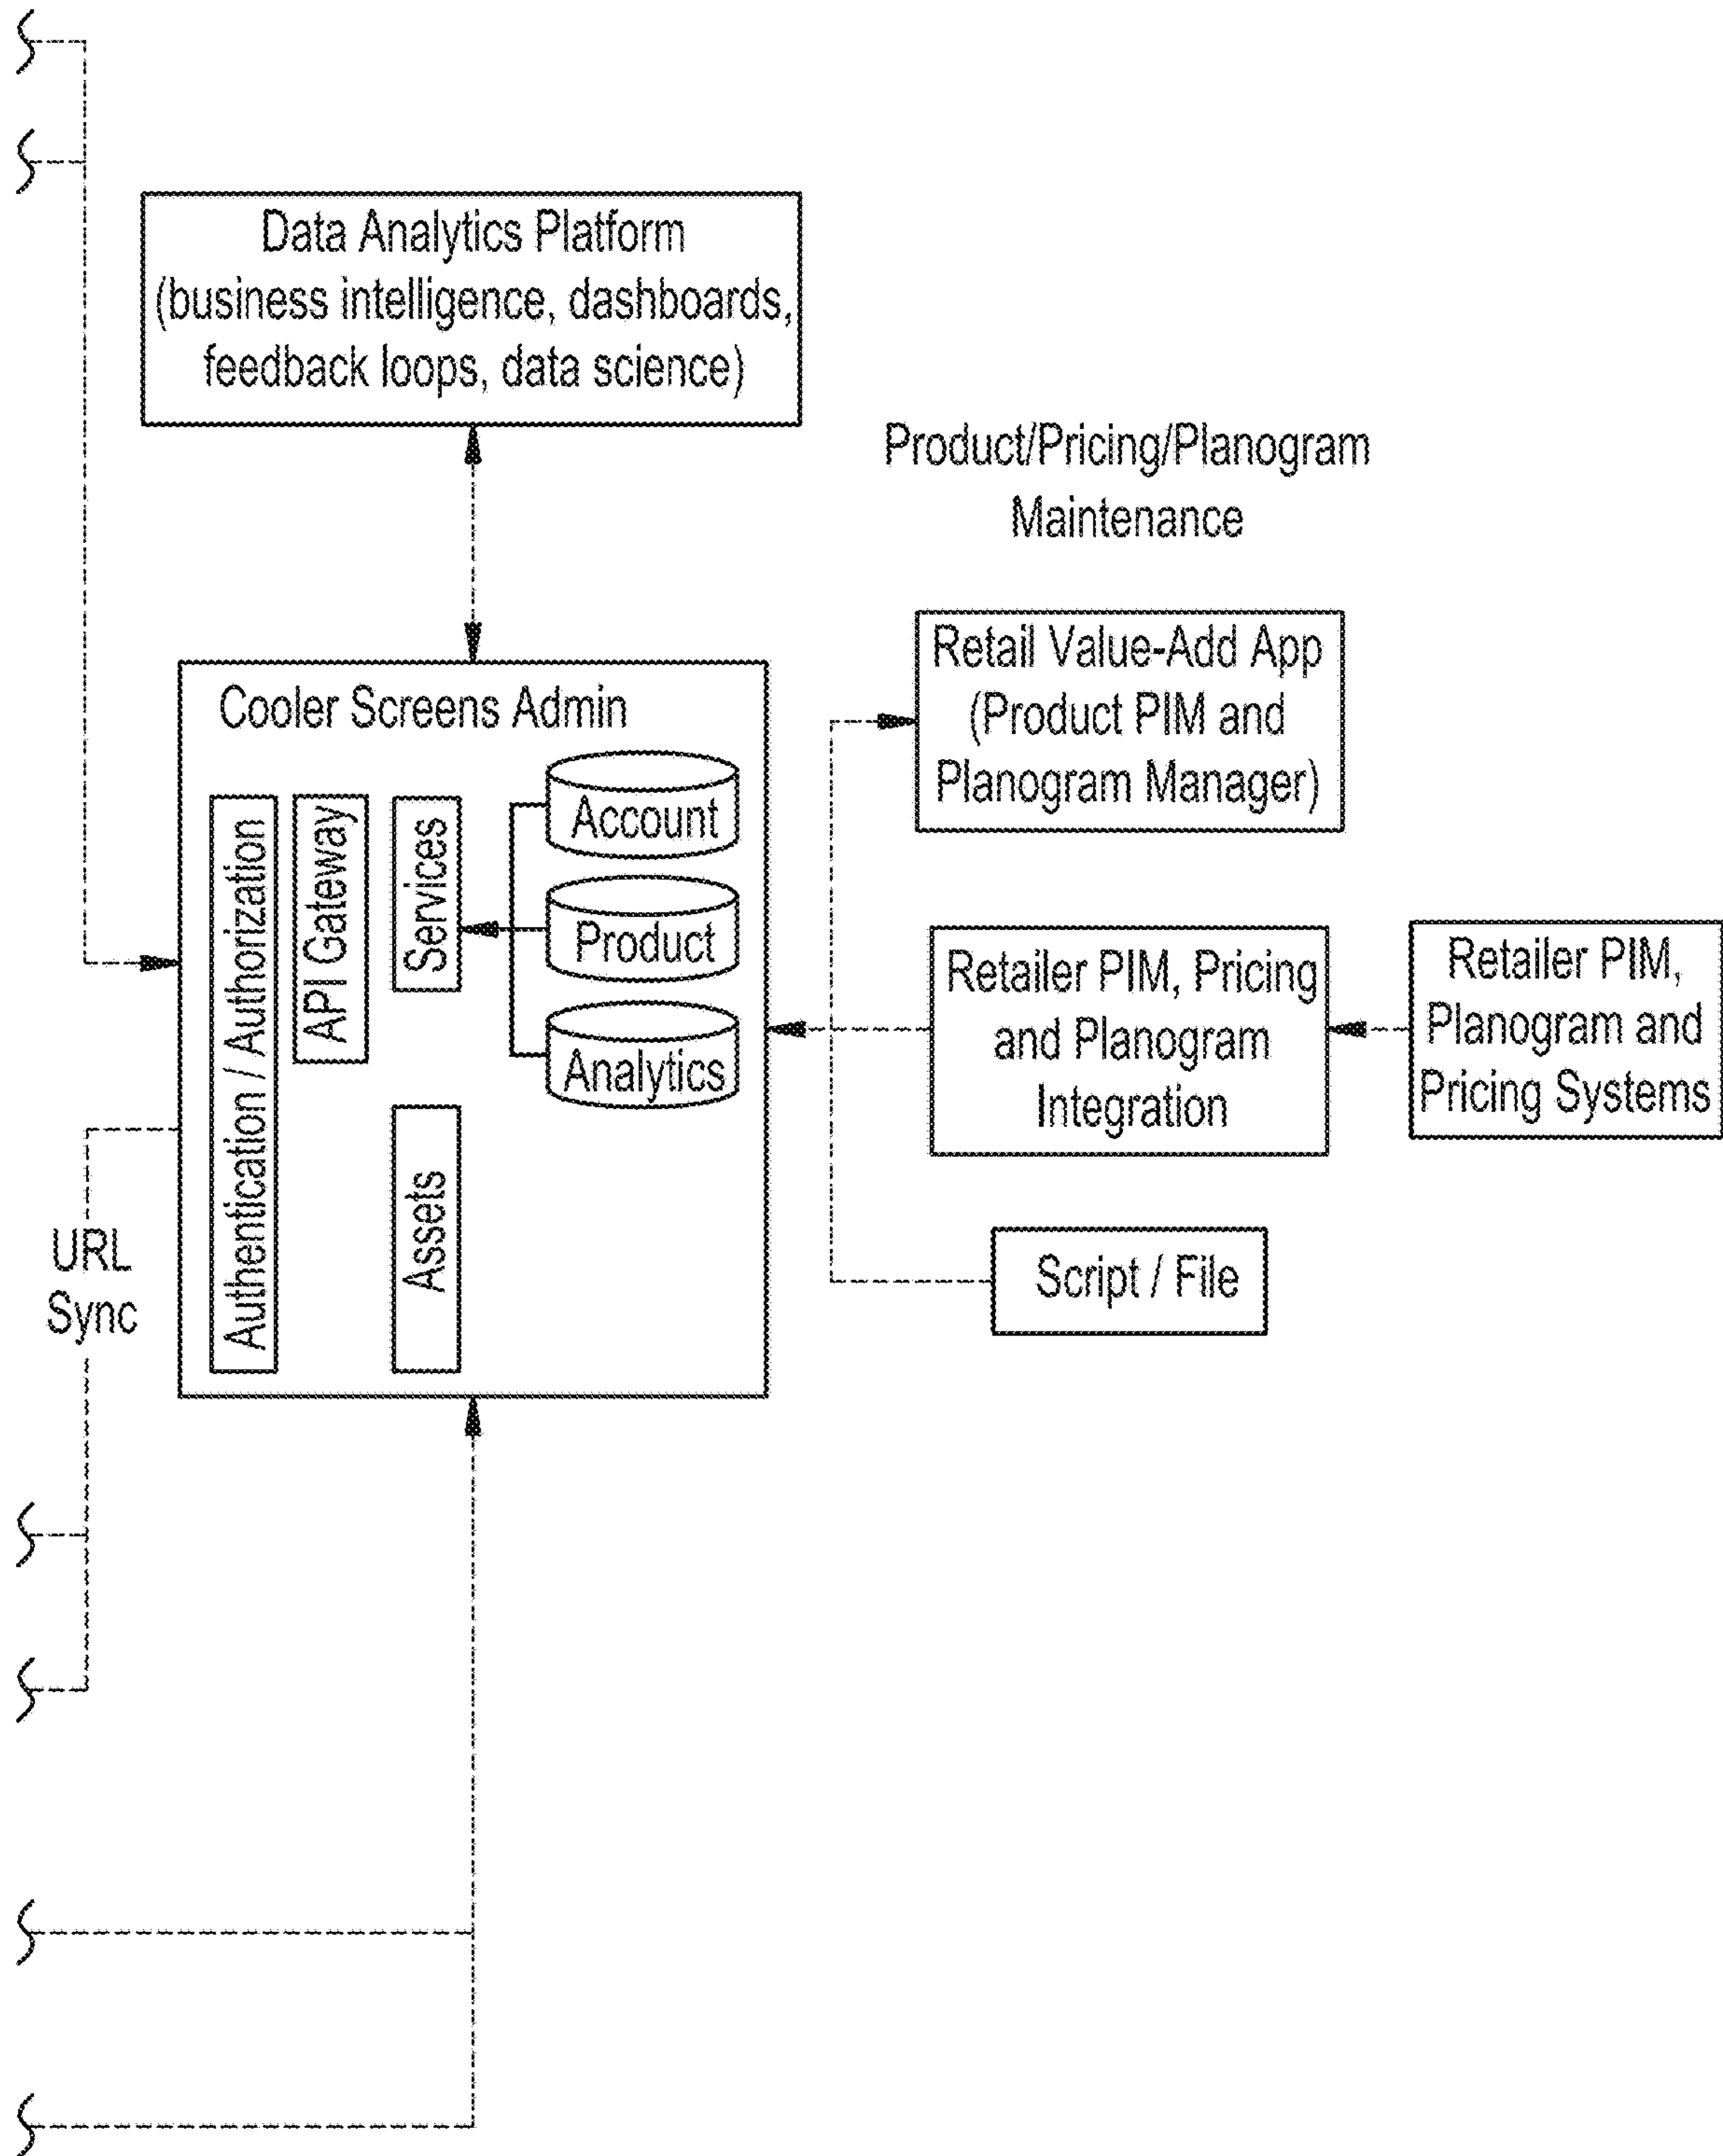 Data Analytics Platform
(business intelligence, dashboards,
feedback loops, data science)
Product/Pricing/Planogram
Maintenance
Cooler Screens Admin
Authentication / Authorization
API Gateway
Services
Assets
Account
Product
Analytics
Retail Value-Add App
(Product PIM and
Planogram Manager)
Retailer PIM, Pricing
and Planogram
Integration
Retailer PIM,
Planogram and
Pricing Systems
Script / File
URL
Sync